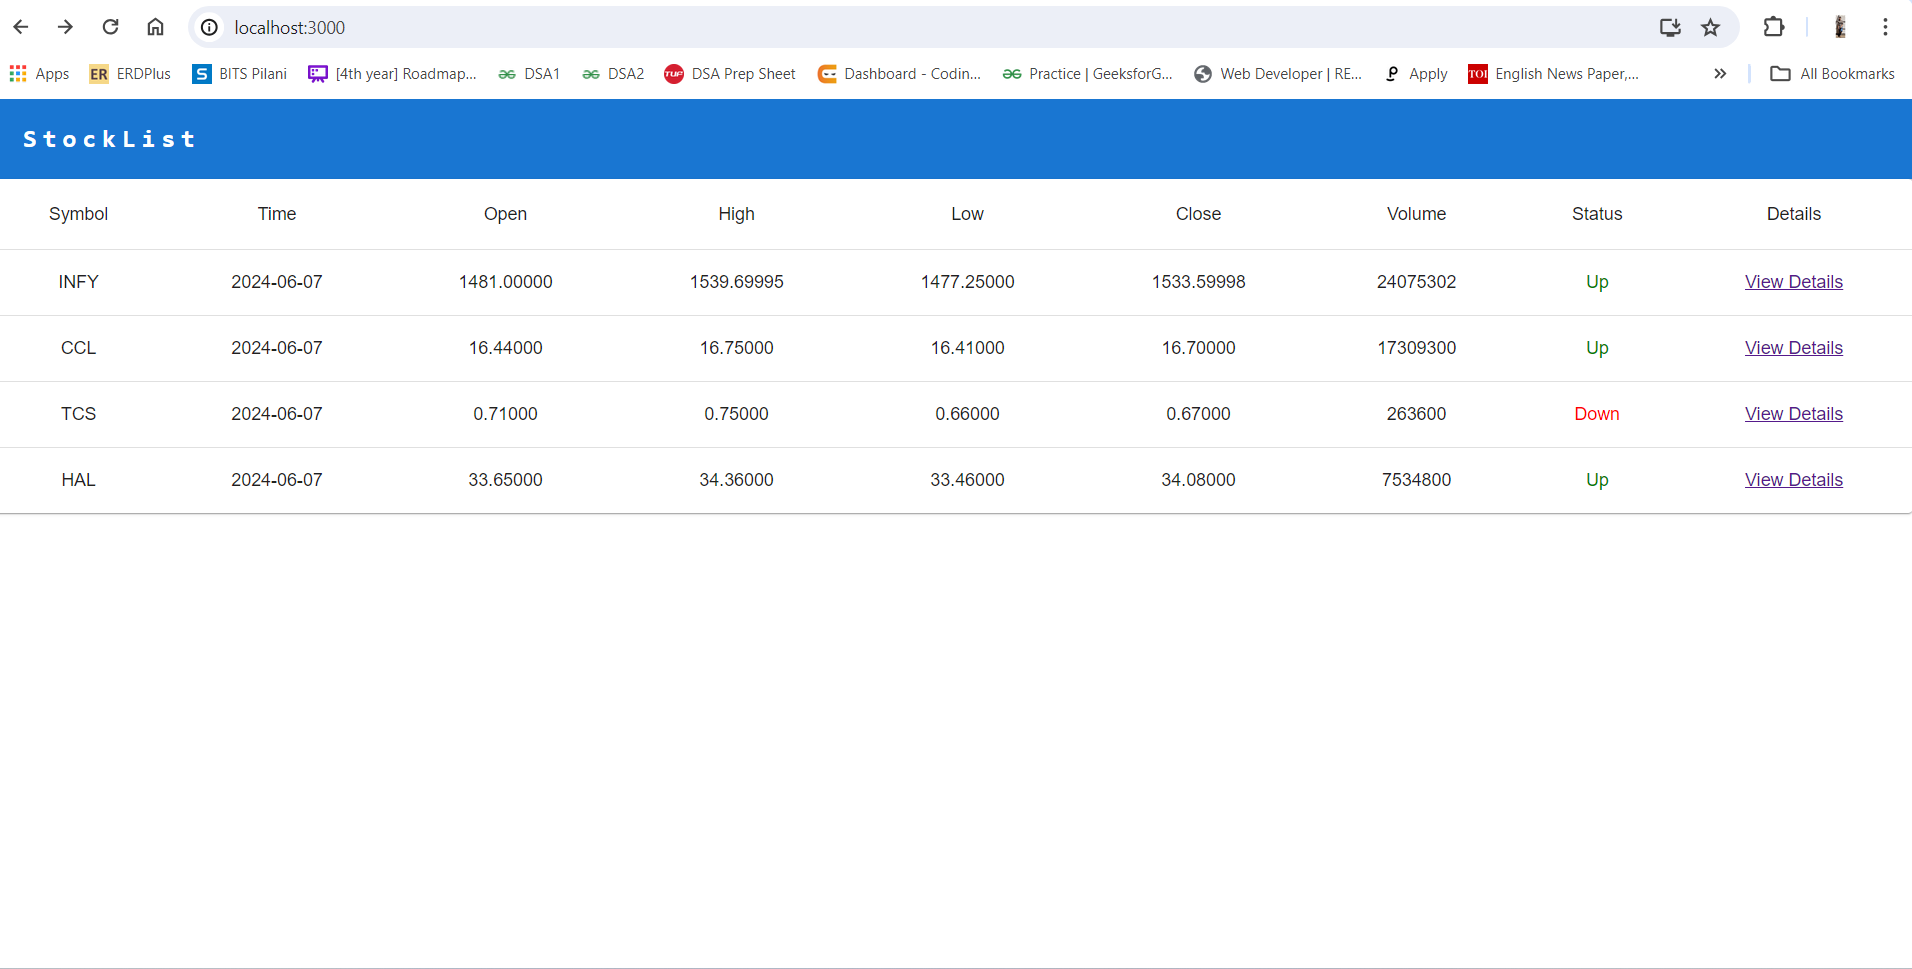 localhost:3000
Apps ER ERDPlus S BITS Pilani [4th year] Roadmap... DSA1 DSA2 TUF DSA Prep Sheet Dashboard - Codin... Practice | GeeksforG... Web Developer | RE... Apply TOI English News Paper,... All Bookmarks
StockList
Symbol Time Open High Low Close Volume Status Details
INFY 2024-06-07 1481.00000 1539.69995 1477.25000 1533.59998 24075302 Up View Details
CCL 2024-06-07 16.44000 16.75000 16.41000 16.70000 17309300 Up View Details
TCS 2024-06-07 0.71000 0.75000 0.66000 0.67000 263600 Down View Details
HAL 2024-06-07 33.65000 34.36000 33.46000 34.08000 7534800 Up View Details